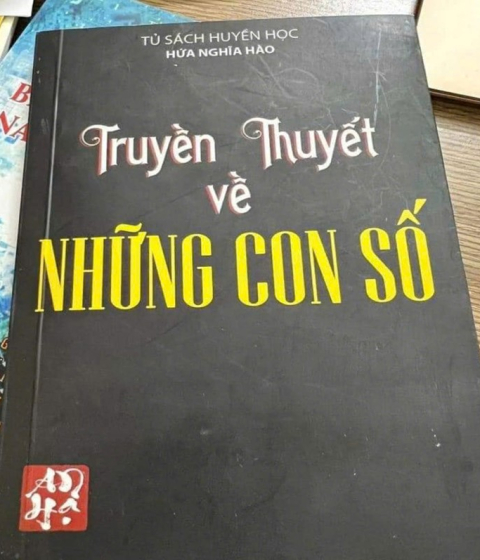 TỦ SÁCH HUYỀN HỌC
HỨA NGHĨA HÀO
Truyền Thuyết
về
NHỮNG CON SỐ